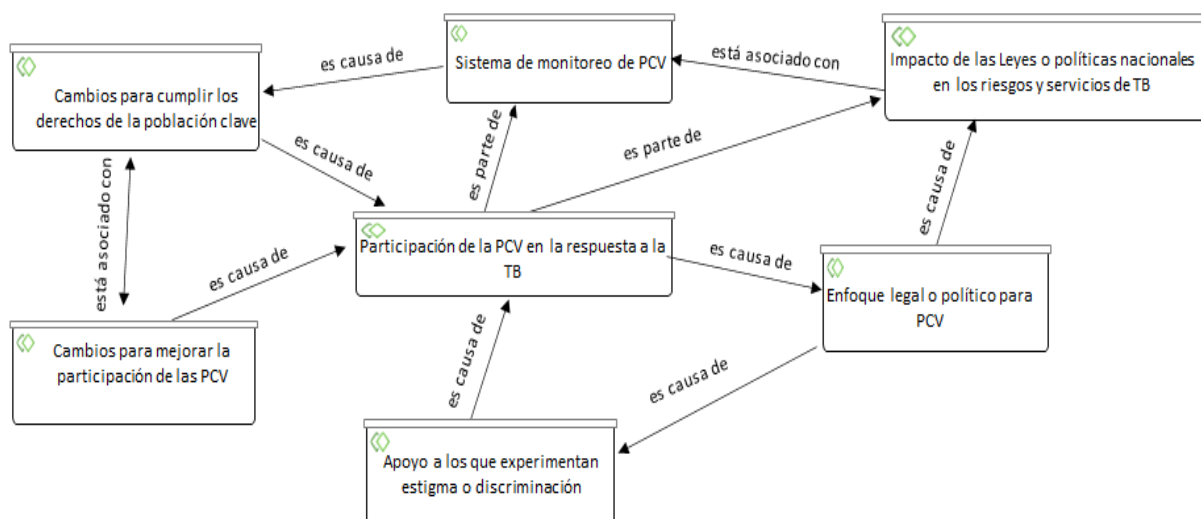 Sistema de monitoreo de PCV
Impacto de las Leyes o políticas nacionales
en los riesgos y servicios de TB
Cambios para cumplir los
derechos de la población clave
es causa de
está asociado con
es causa de
es parte de
es parte de
es causa de
está asociado con
Participación de la PCV en la respuesta a la
TB
es causa de
es causa de
Enfoque legal o político para
PCV
Cambios para mejorar la
participación de las PCV
es causa de
es causa de
Apoyo a los que experimentan
estigma o discriminación